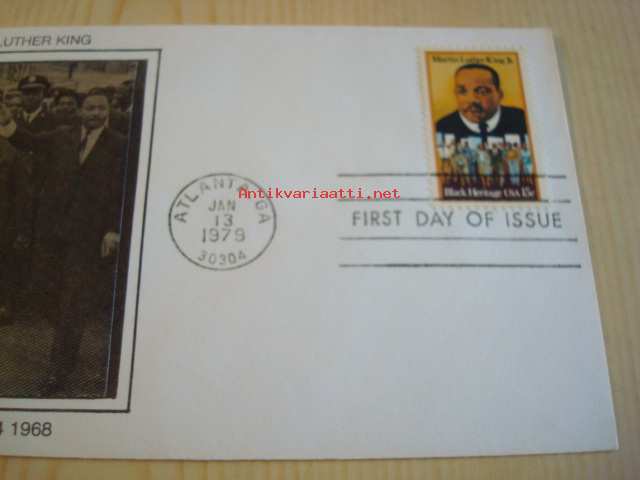 LUTHER KING
Martin Luther King Jr.
Black Heritage USA 15c
ATLANTA, GA
JAN
13
1979
30304
Antikvariaatti.net
FIRST DAY OF ISSUE
4 1968